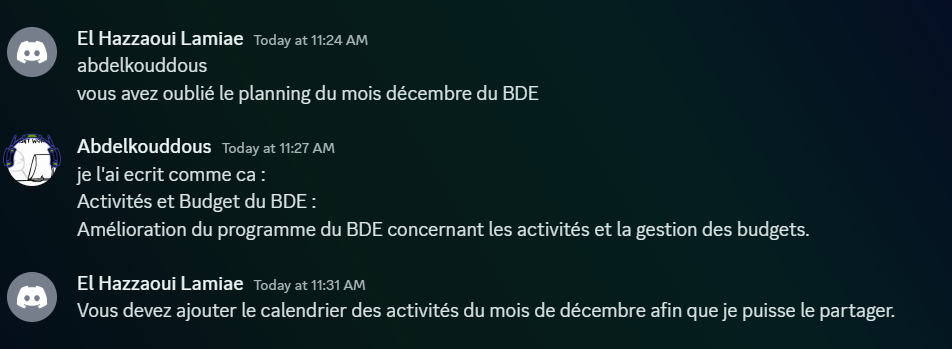 El Hazzaoui Lamiae Today at 11:24 AM
abdelkouddous
vous avez oublié le planning du mois décembre du BDE
Abdelkouddous Today at 11:27 AM
je l'ai ecrit comme ca :
Activités et Budget du BDE :
Amélioration du programme du BDE concernant les activités et la gestion des budgets.
El Hazzaoui Lamiae Today at 11:31 AM
Vous devez ajouter le calendrier des activités du mois de décembre afin que je puisse le partager.